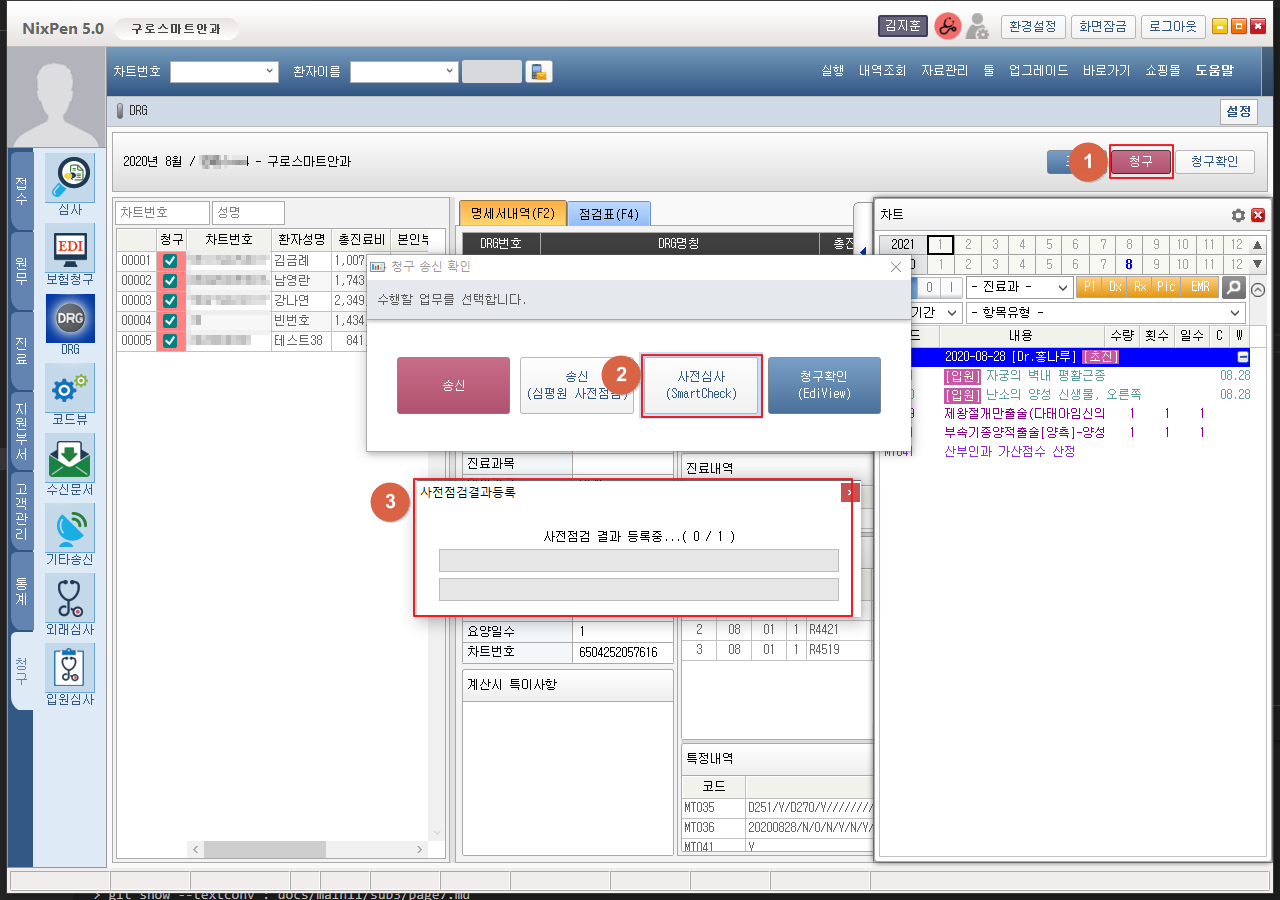 NixPen 5.0 구로스마트안과 김지훈 환경설정 화면잠금 로그아웃
차트번호 환자이름 실행 내역조회 자료관리 툴 업그레이드 바로가기 쇼핑몰 도움말
DRG 설정
2020년 8월 / - 구로스마트안과 1 청구 청구확인
접수
원무
진료
지원부서
고객관리
통계
청구
심사
EDI
보험청구
DRG
DRG
코드뷰
수신문서
기타송신
외래심사
입원심사
차트번호 성명
청구 차트번호 환자성명 총진료비 본인부
00001 김금례 1,007
00002 남영란 1,743
00003 강나연 2,349
00004 빈번호 1,434
00005 테스트38 841
명세서내역(F2) 점검표(F4)
DRG번호 DRG명칭 총진
청구 송신 확인
수행할 업무를 선택합니다.
송신
송신
(심평원 사전점검)
2
사전심사
(SmartCheck)
청구확인
(EdiView)
진료과목
진료내역
3
사전점검결과등록
사전점검 결과 등록중...( 0 / 1 )
요양일수 1
차트번호 6504252057616
계산시 특이사항
2 08 01 1 R4421
3 08 01 1 R4519
특정내역
코드
MT035 D251/Y/D270/Y////////
MT036 20200828/N/0/N/Y/N/Y/
MT041 Y
차트
2021 1 2 3 4 5 6 7 8 9 10 11 12
0 1 2 3 4 5 6 7 8 9 10 11 12
0 I - 진료과 - PI Dx Rx Pic EMR
기간 - 항목유형 -
드 내용 수량 횟수 일수 C W
2020-08-28 [Dr.홍나루] [초진]
[입원] 자궁의 벽내 평활근종 08.28
[입원] 난소의 양성 신생물, 오른쪽 08.28
제왕절개만출술(다태아임신의 1 1 1
부속기종양적출술[양측]-양성 1 1 1
MT041 산부인과 가산점수 산정
> git show --textconv : docs/main11/sub3/page7.md